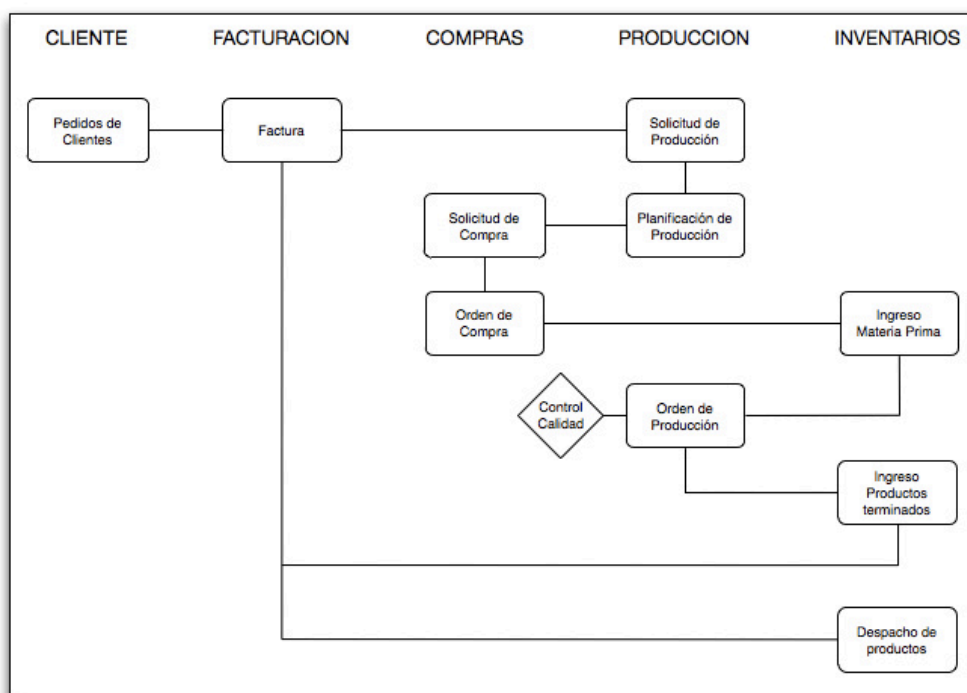 CLIENTE FACTURACION COMPRAS PRODUCCION INVENTARIOS
Pedidos de
Clientes
Factura
Solicitud de
Producción
Solicitud de
Compra
Planificación de
Producción
Orden de
Compra
Ingreso
Materia Prima
Control
Calidad
Orden de
Producción
Ingreso
Productos
terminados
Despacho de
productos